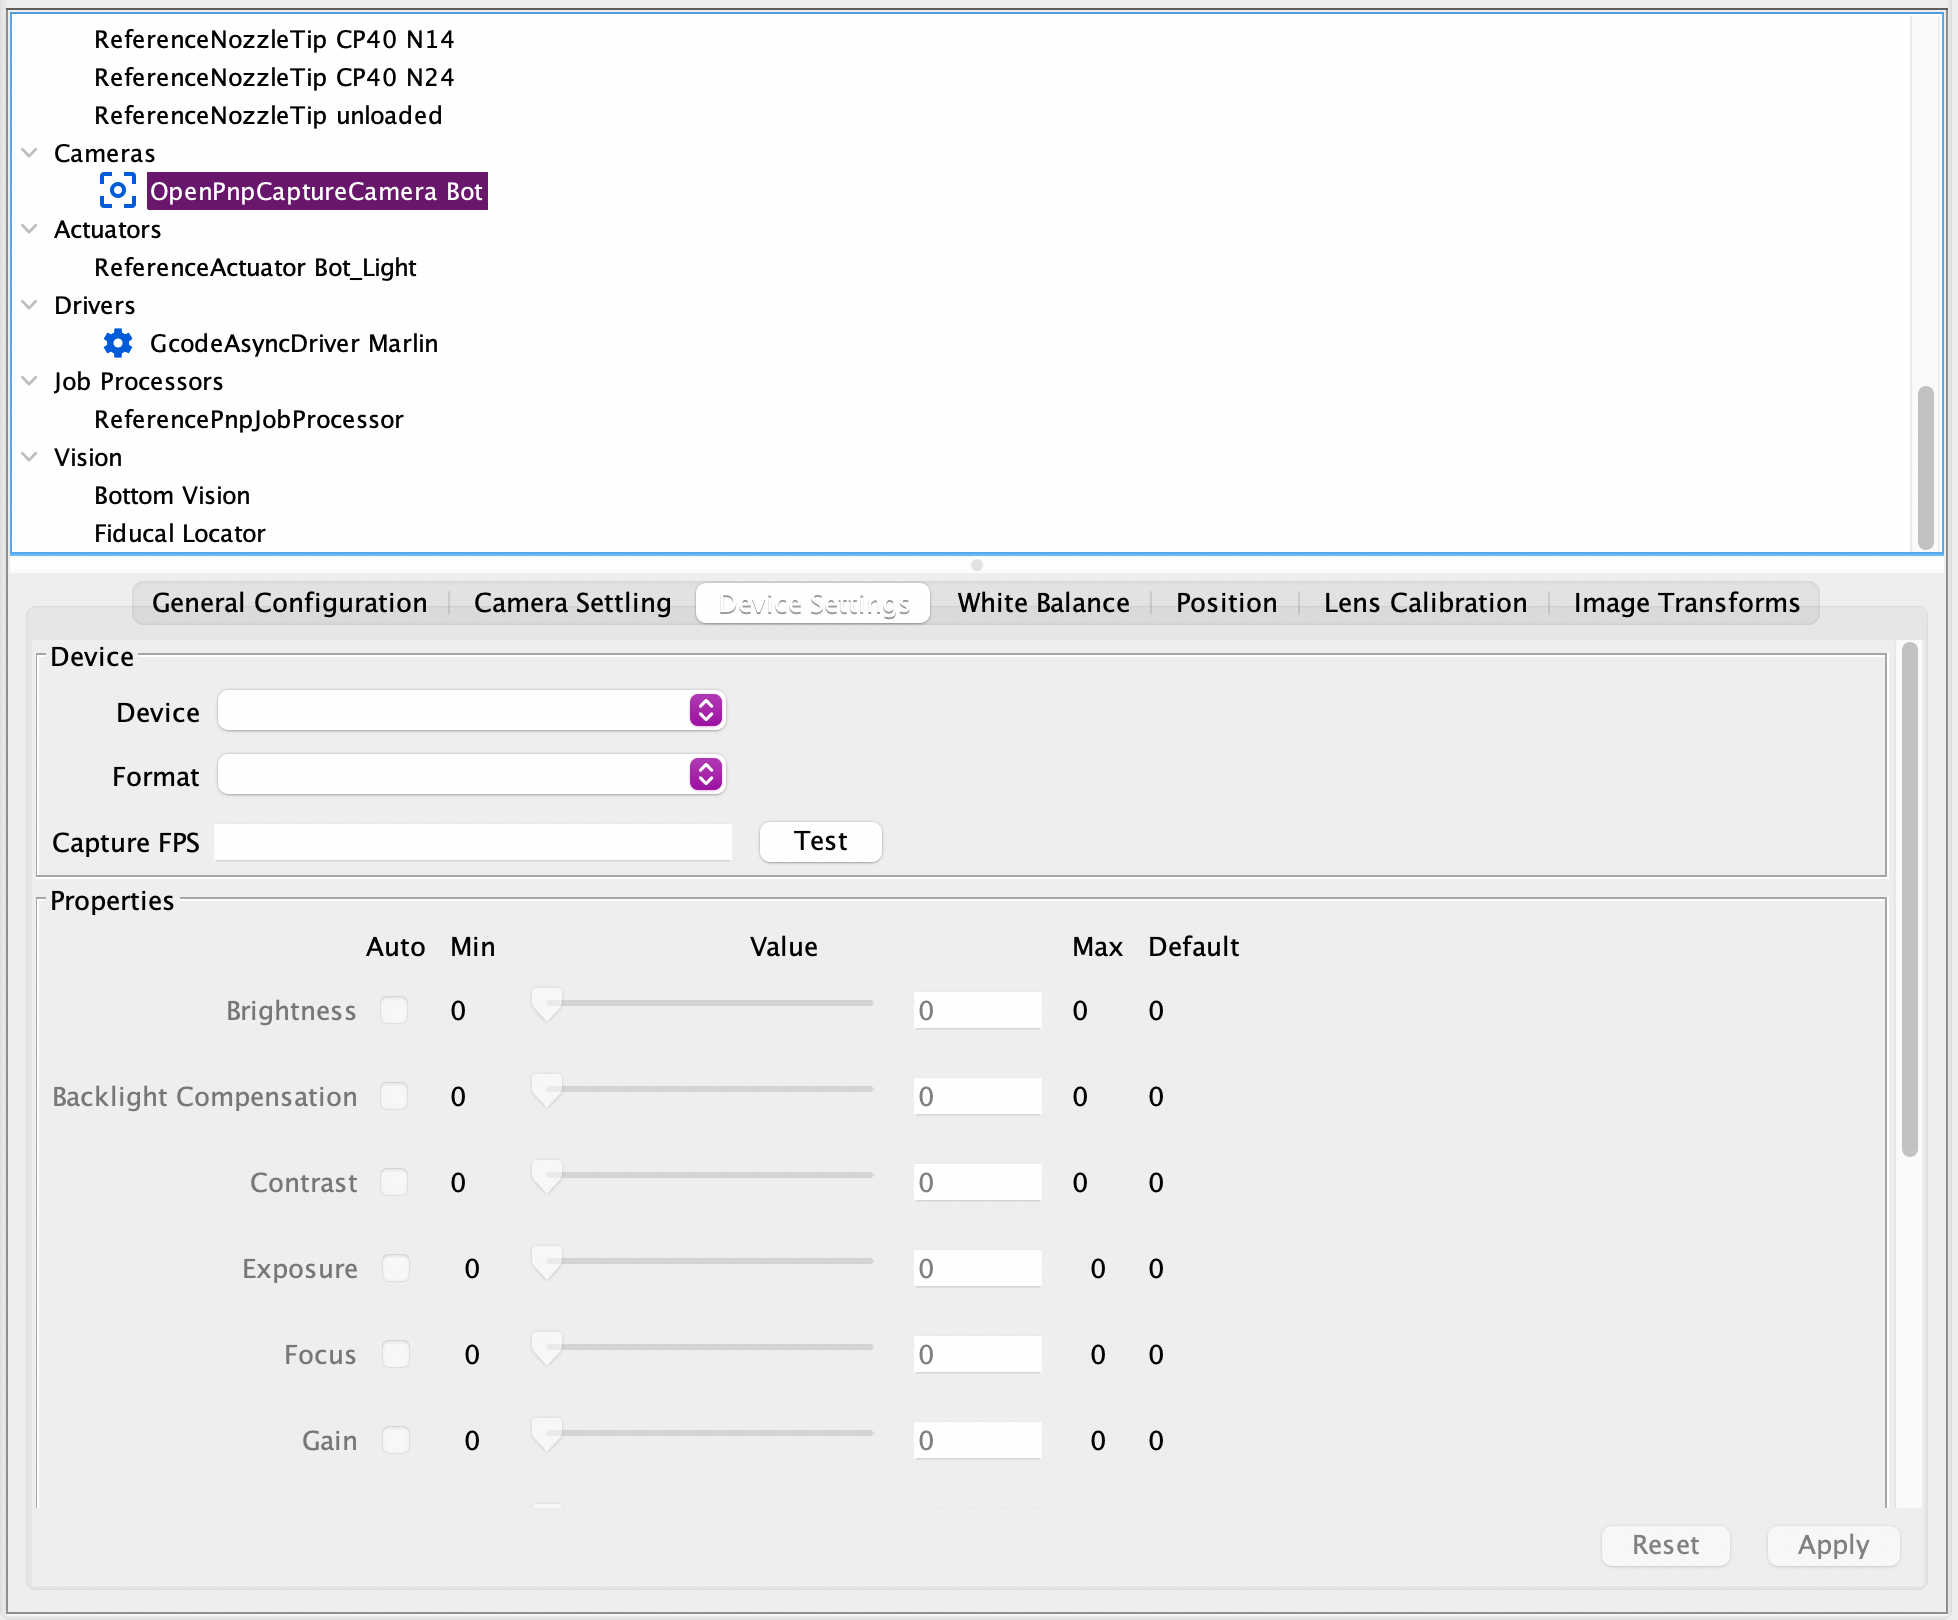 ReferenceNozzleTip CP40 N14
ReferenceNozzleTip CP40 N24
ReferenceNozzleTip unloaded
Cameras
OpenPnpCaptureCamera Bot
Actuators
ReferenceActuator Bot_Light
Drivers
GcodeAsyncDriver Marlin
Job Processors
ReferencePnpJobProcessor
Vision
Bottom Vision
Fiducal Locator
General Configuration Camera Settling Device Settings White Balance Position Lens Calibration Image Transforms
Device
Device
Format
Capture FPS Test
Properties
Auto Min Value Max Default
Brightness 0 0 0 0
Backlight Compensation 0 0 0 0
Contrast 0 0 0 0
Exposure 0 0 0 0
Focus 0 0 0 0
Gain 0 0 0 0
Reset Apply